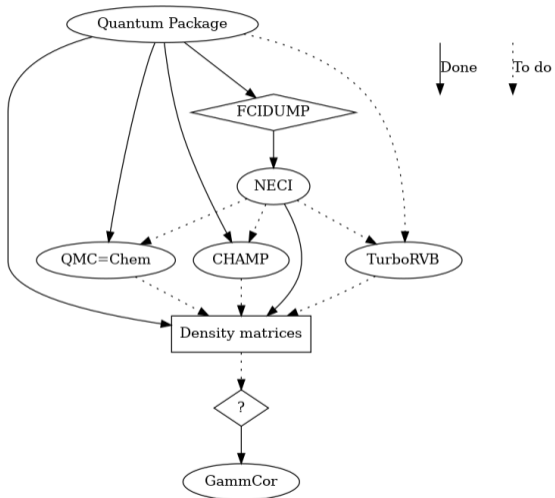 Quantum Package
Done
To do
FCIDUMP
NECI
QMC=Chem
CHAMP
TurboRVB
Density matrices
?
GammCor